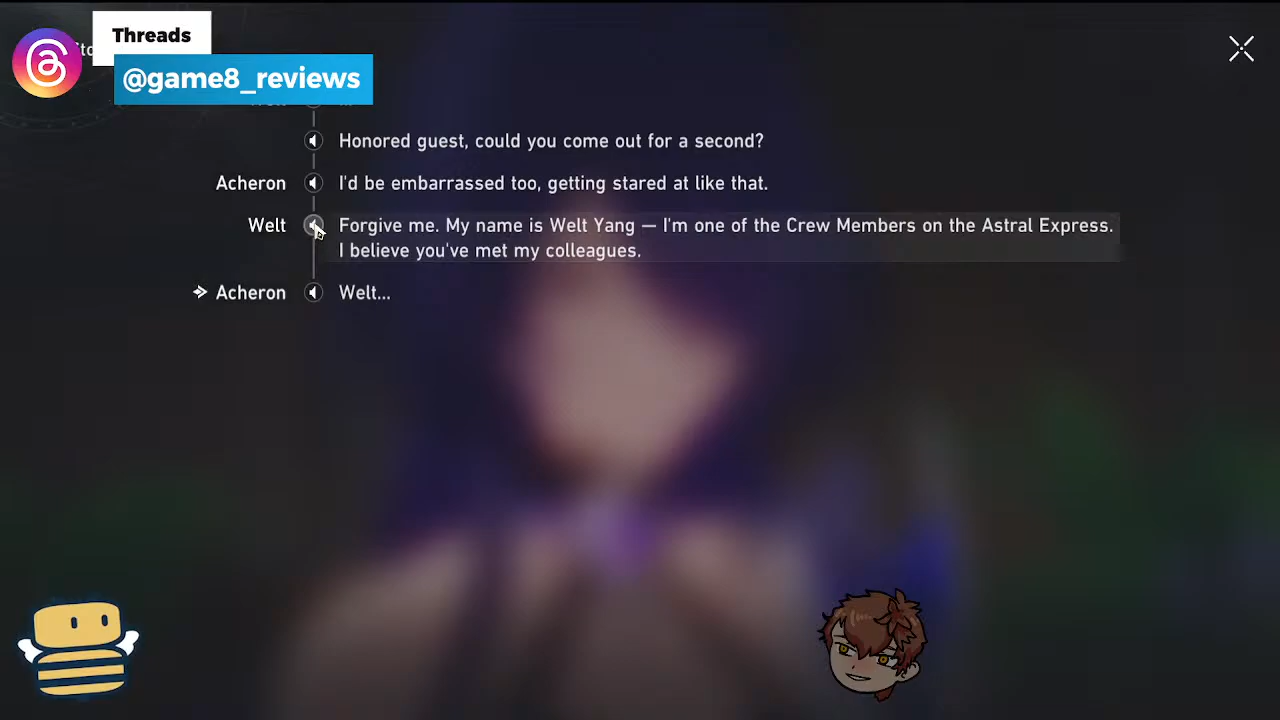 Threads
@game8_reviews
Honored guest, could you come out for a second?
Acheron I'd be embarrassed too, getting stared at like that.
Welt Forgive me. My name is Welt Yang — I'm one of the Crew Members on the Astral Express.
I believe you've met my colleagues.
Acheron Welt...